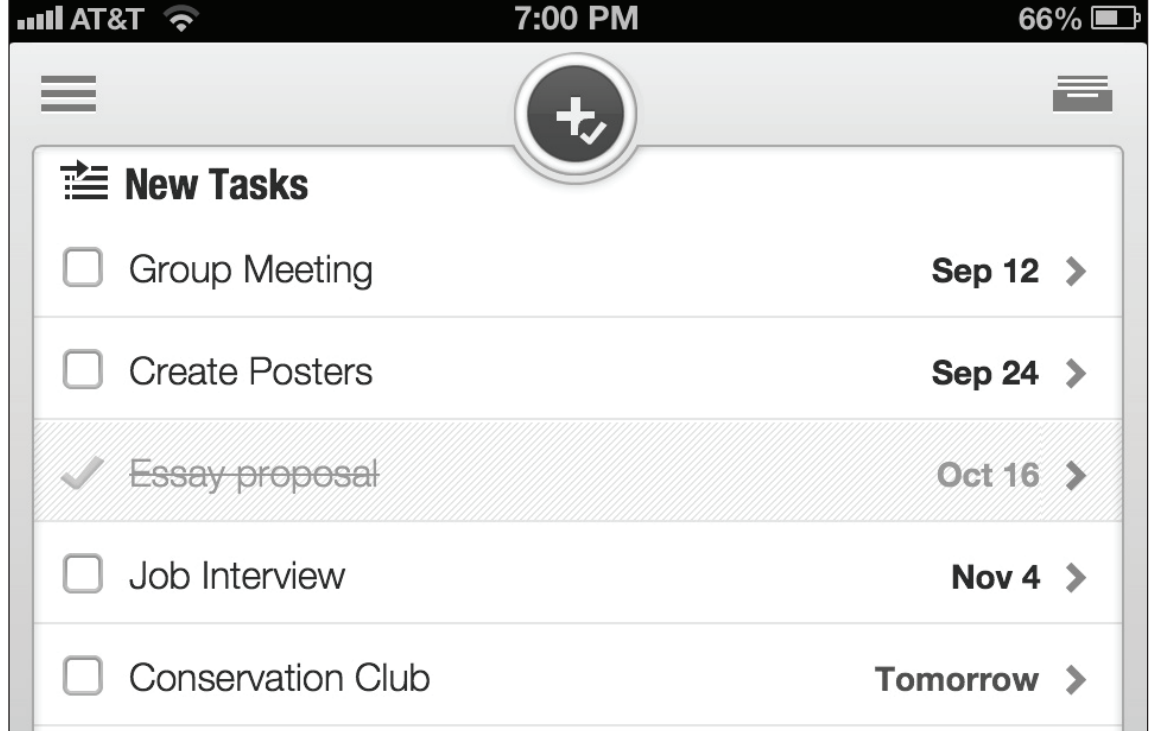 AT&T 7:00 PM 66%
New Tasks
Group Meeting Sep 12
Create Posters Sep 24
Essay proposal Oct 16
Job Interview Nov 4
Conservation Club Tomorrow